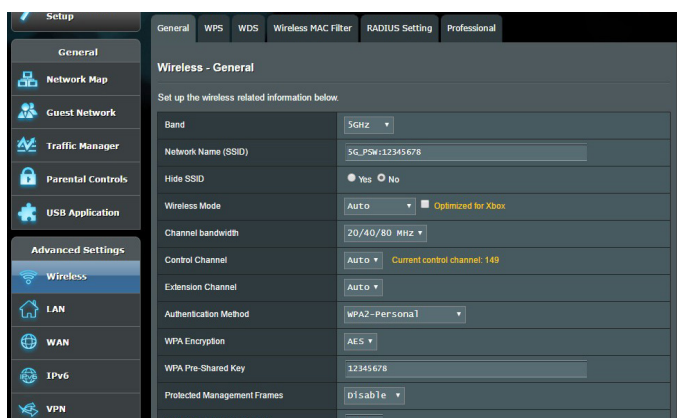 Setup
General
Network Map
Guest Network
Traffic Manager
Parental Controls
USB Application
Advanced Settings
Wireless
LAN
WAN
IPv6
VPN
General WPS WDS Wireless MAC Filter RADIUS Setting Professional
Wireless - General
Set up the wireless related information below.
Band 5GHz
Network Name (SSID) 5G_PSW:12345678
Hide SSID Yes No
Wireless Mode Auto Optimized for Xbox
Channel bandwidth 20/40/80 MHz
Control Channel Auto Current control channel: 149
Extension Channel Auto
Authentication Method WPA2-Personal
WPA Encryption AES
WPA Pre-Shared Key 12345678
Protected Management Frames Disable